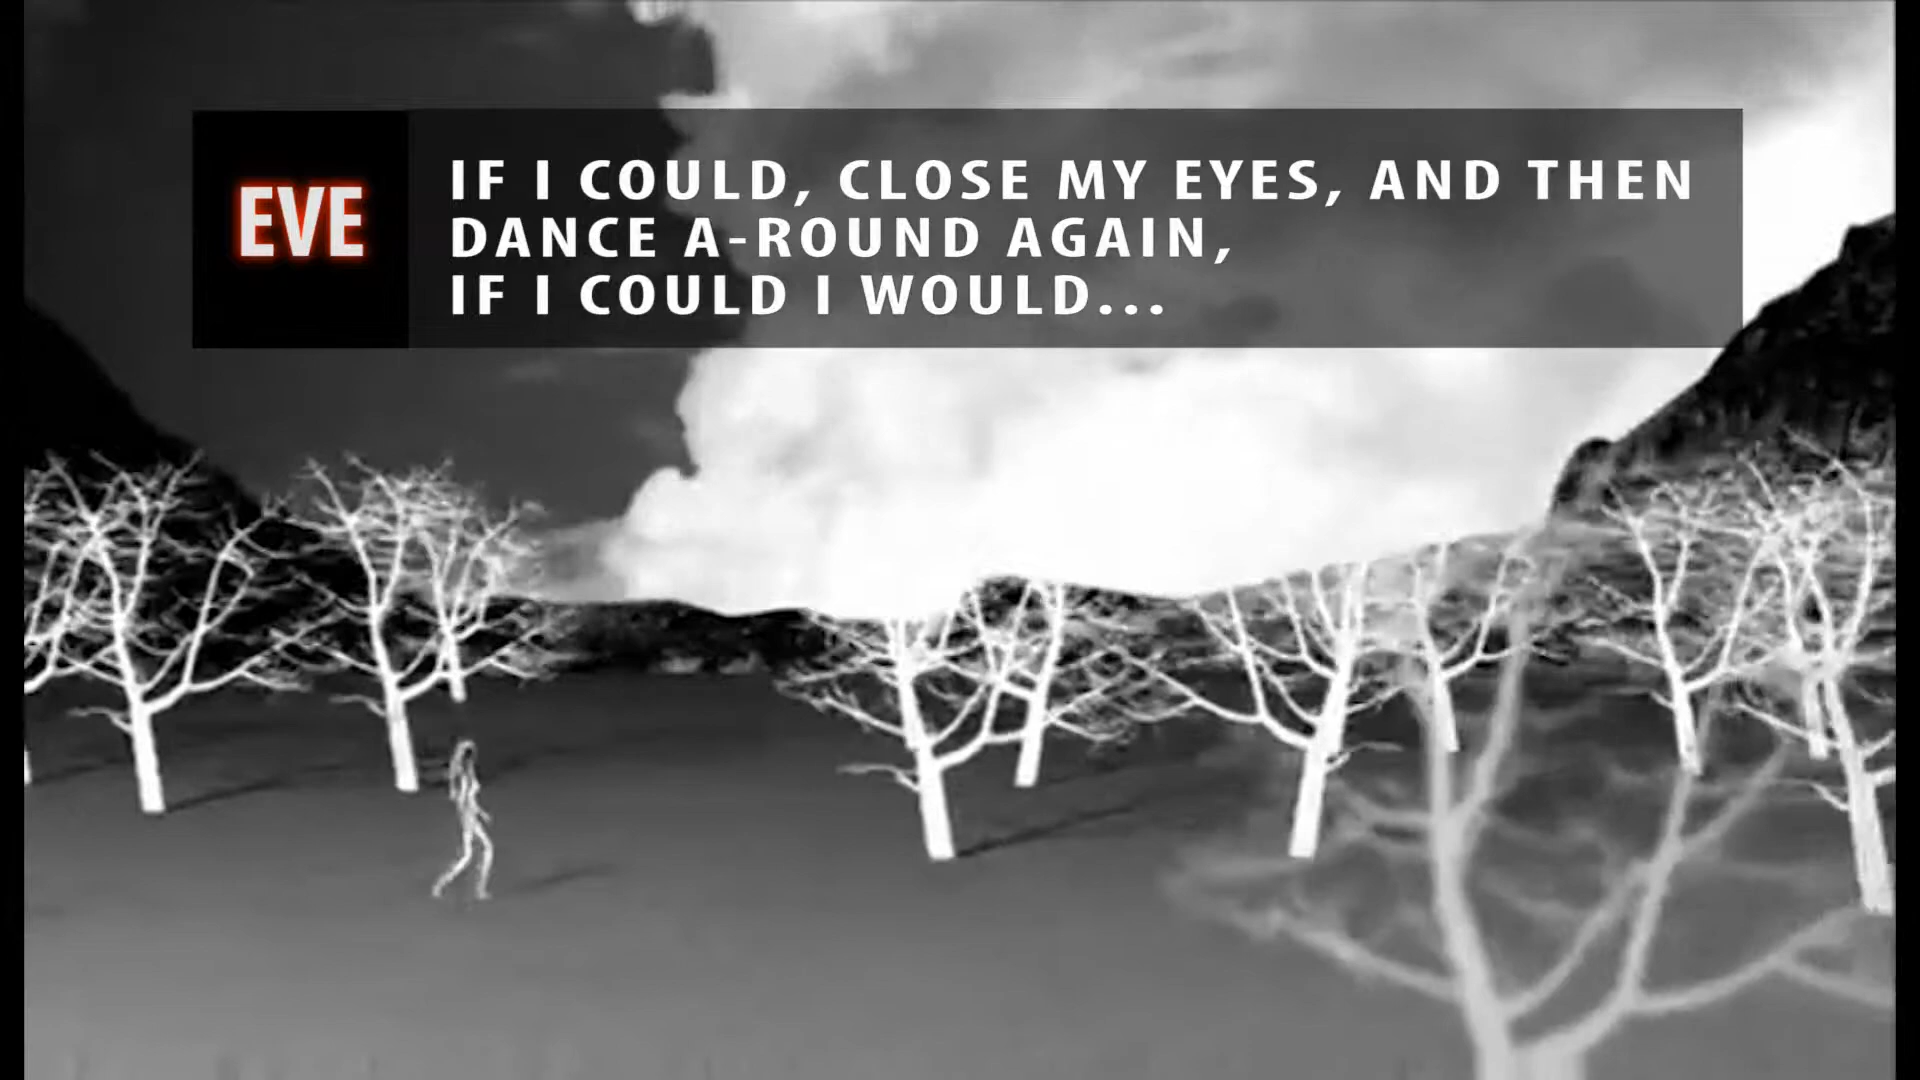 EVE
IF I COULD, CLOSE MY EYES, AND THEN
DANCE A-ROUND AGAIN,
IF I COULD I WOULD...